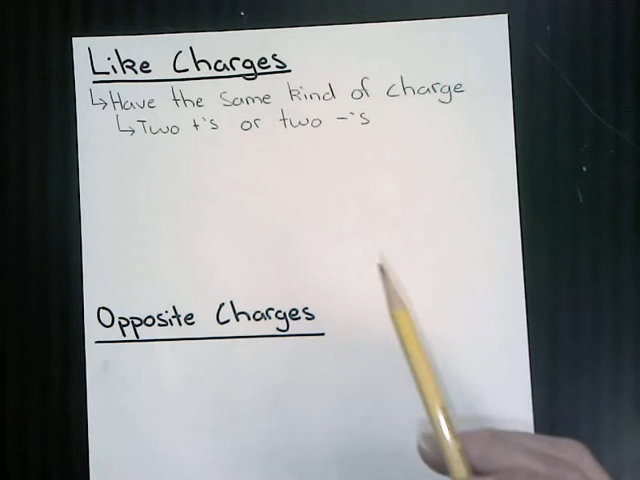 Like Charges
↳Have the same kind of charge
↳Two +'s or two -'s
Opposite Charges